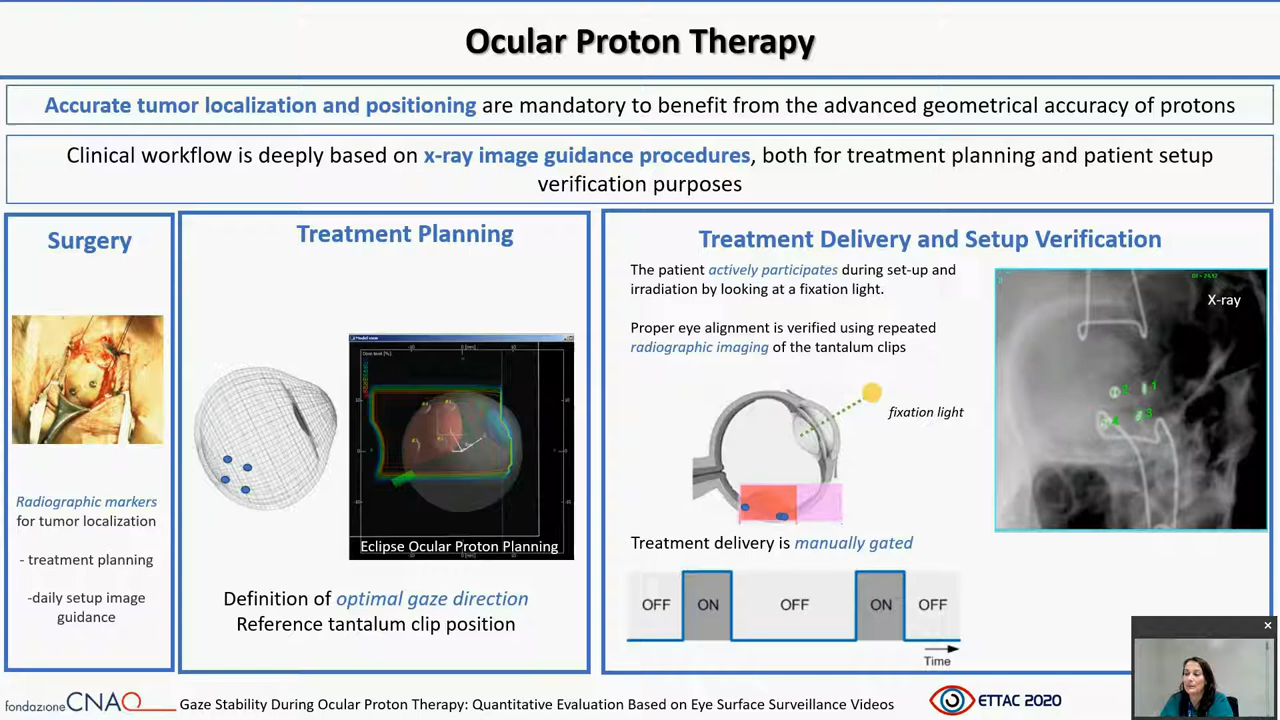 Ocular Proton Therapy
Accurate tumor localization and positioning are mandatory to benefit from the advanced geometrical accuracy of protons
Clinical workflow is deeply based on x-ray image guidance procedures, both for treatment planning and patient setup
verification purposes
Surgery
Radiographic markers
for tumor localization
- treatment planning
-daily setup image
guidance
Treatment Planning
Model view
Eclipse Ocular Proton Planning
Definition of optimal gaze direction
Reference tantalum clip position
Treatment Delivery and Setup Verification
The patient actively participates during set-up and
irradiation by looking at a fixation light.
Proper eye alignment is verified using repeated
radiographic imaging of the tantalum clips
fixation light
Treatment delivery is manually gated
OFF ON OFF ON OFF
Time
X-ray
2 1
3
4
fondazione CNAO
Gaze Stability During Ocular Proton Therapy: Quantitative Evaluation Based on Eye Surface Surveillance Videos
ETTAC 2020